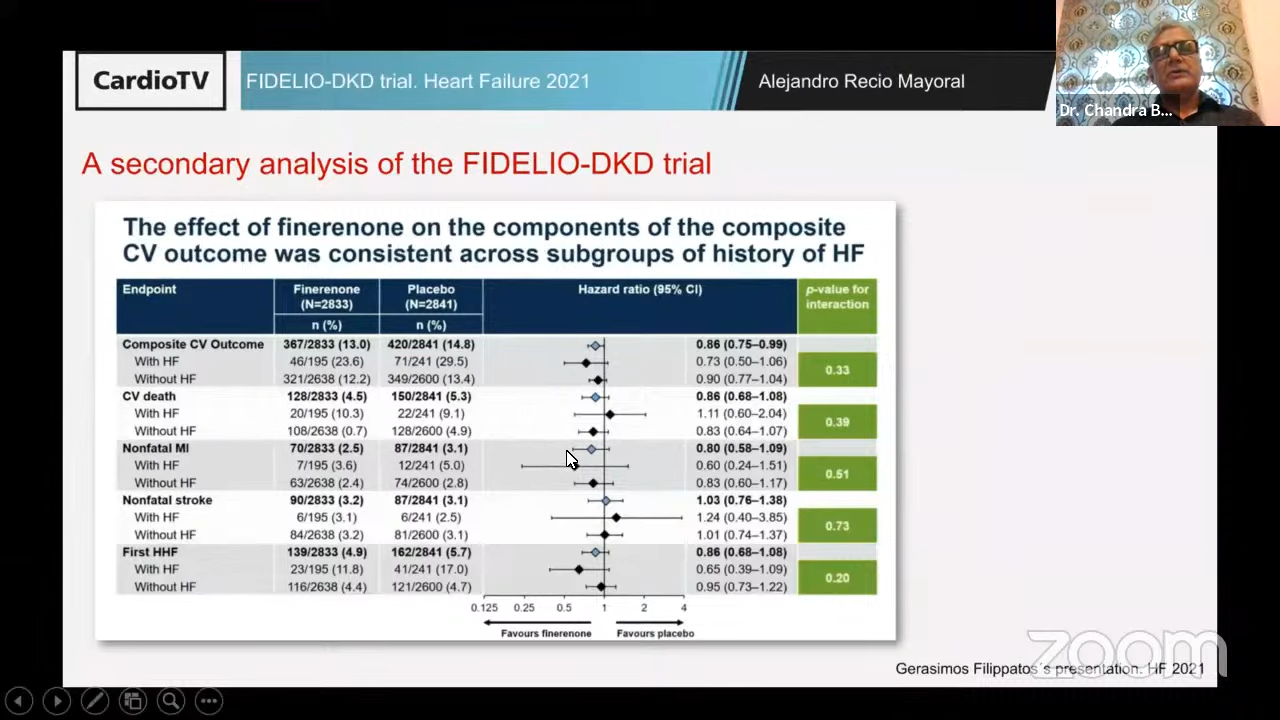 CardioTV
FIDELIO-DKD trial. Heart Failure 2021
Alejandro Recio Mayoral
Dr. Chandra B...
A secondary analysis of the FIDELIO-DKD trial
The effect of finerenone on the components of the composite
CV outcome was consistent across subgroups of history of HF
Endpoint Finerenone (N=2833) Placebo (N=2841) Hazard ratio (95% CI) p-value for interaction
n (%) n (%)
Composite CV Outcome 367/2833 (13.0) 420/2841 (14.8) 0.86 (0.75–0.99)
With HF 46/195 (23.6) 71/241 (29.5) 0.73 (0.50–1.06)
0.33
Without HF 321/2638 (12.2) 349/2600 (13.4) 0.90 (0.77–1.04)
CV death 128/2833 (4.5) 150/2841 (5.3) 0.86 (0.68–1.08)
With HF 20/195 (10.3) 22/241 (9.1) 1.11 (0.60–2.04)
0.39
Without HF 108/2638 (0.7) 128/2600 (4.9) 0.83 (0.64–1.07)
Nonfatal MI 70/2833 (2.5) 87/2841 (3.1) 0.80 (0.58–1.09)
With HF 7/195 (3.6) 12/241 (5.0) 0.60 (0.24–1.51)
0.51
Without HF 63/2638 (2.4) 74/2600 (2.8) 0.83 (0.60–1.17)
Nonfatal stroke 90/2833 (3.2) 87/2841 (3.1) 1.03 (0.76–1.38)
With HF 6/195 (3.1) 6/241 (2.5) 1.24 (0.40–3.85)
0.73
Without HF 84/2638 (3.2) 81/2600 (3.1) 1.01 (0.74–1.37)
First HHF 139/2833 (4.9) 162/2841 (5.7) 0.86 (0.68–1.08)
With HF 23/195 (11.8) 41/241 (17.0) 0.65 (0.39–1.09)
0.20
Without HF 116/2638 (4.4) 121/2600 (4.7) 0.95 (0.73–1.22)
0.125 0.25 0.5 1 2 4
Favours finerenone Favours placebo
zoom
Gerasimos Filippatos´s presentation. HF 2021